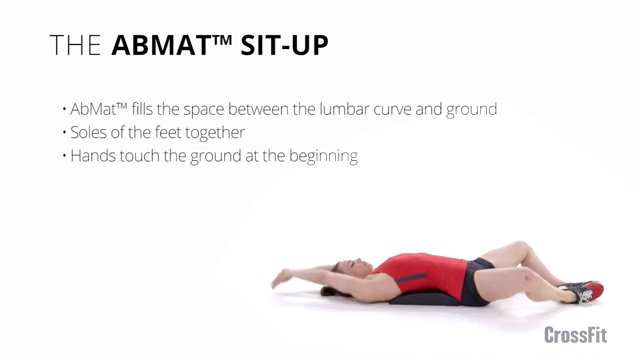 THE ABMAT™ SIT-UP
• AbMat™ fills the space between the lumbar curve and ground
• Soles of the feet together
• Hands touch the ground at the beginning
CrossFit